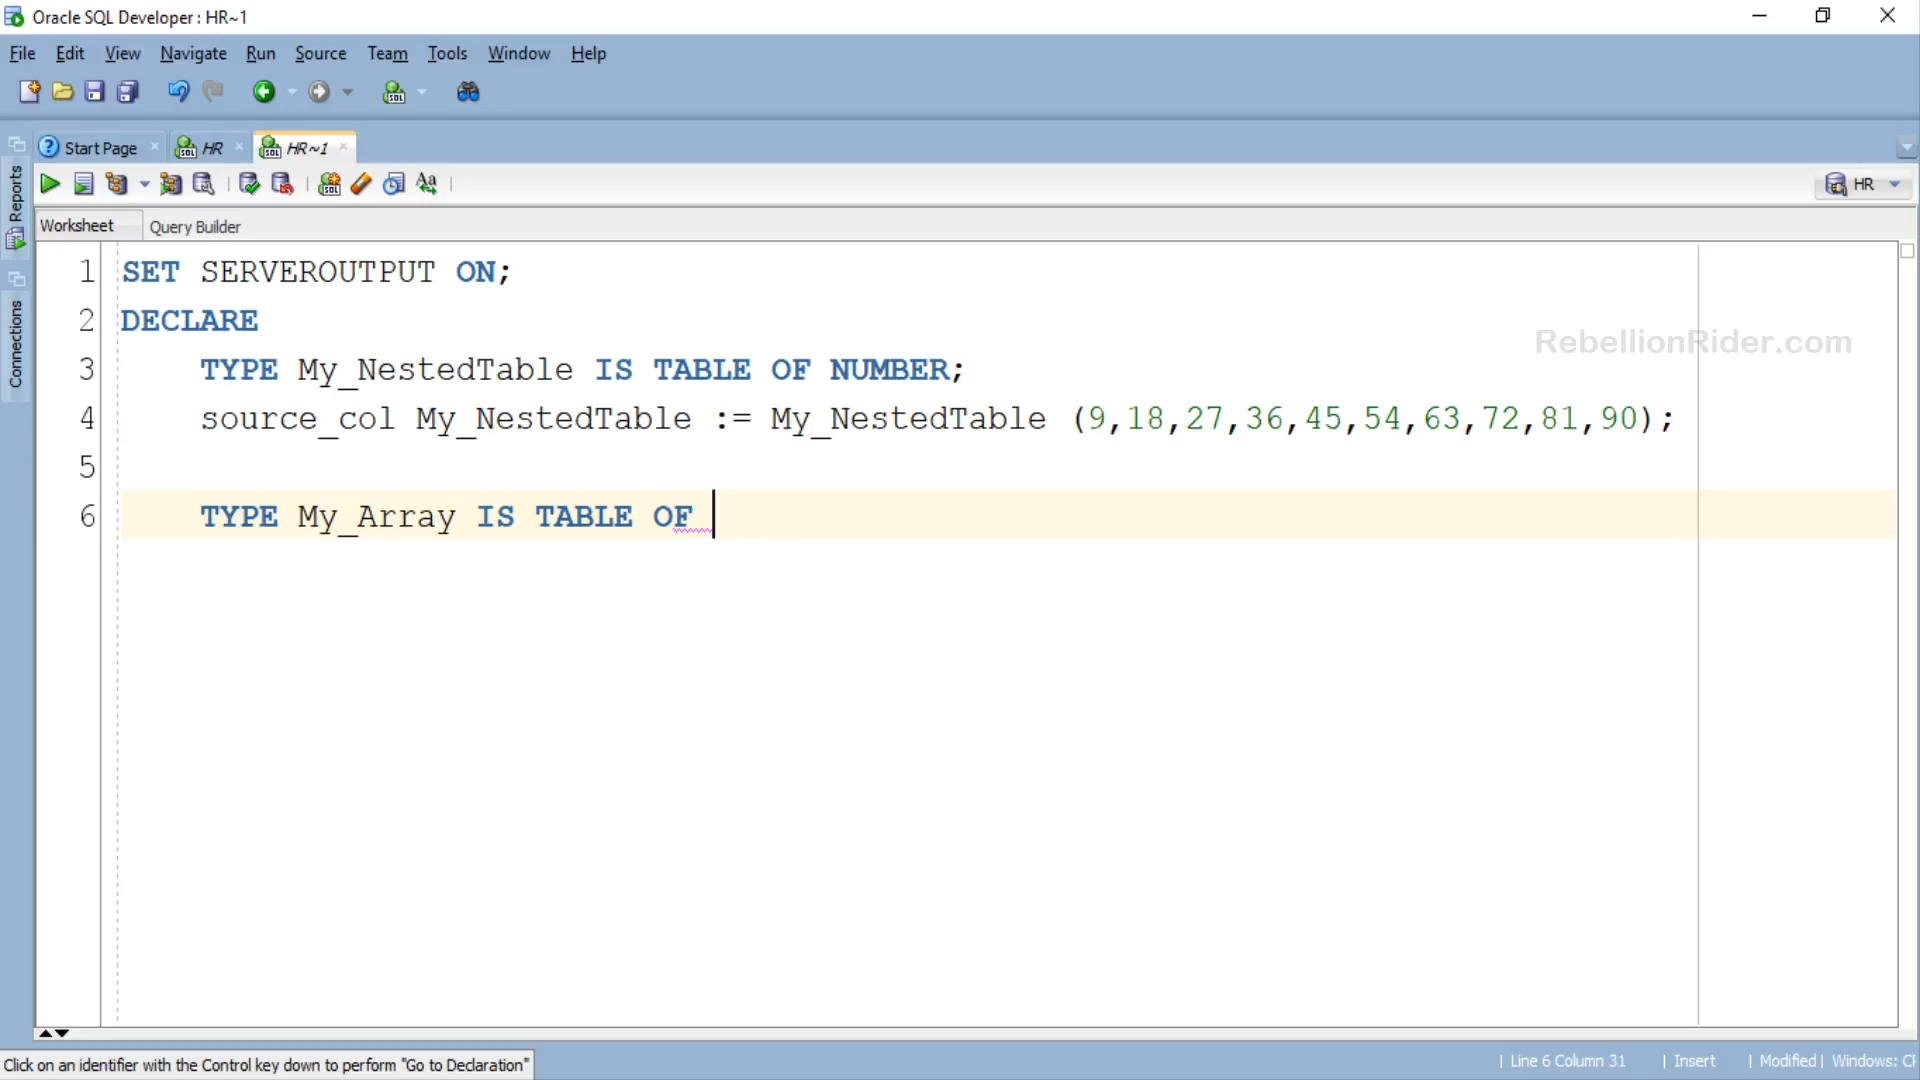 Oracle SQL Developer : HR~1
File Edit View Navigate Run Source Team Tools Window Help
SQL
Start Page HR HR~1
HR
Reports
Connections
Worksheet Query Builder
1 SET SERVEROUTPUT ON;
2 DECLARE
RebellionRider.com
3 TYPE My_NestedTable IS TABLE OF NUMBER;
4 source_col My_NestedTable := My_NestedTable (9,18,27,36,45,54,63,72,81,90);
5
6 TYPE My_Array IS TABLE OF
Click on an identifier with the Control key down to perform "Go to Declaration"
| Line 6 Column 31 | Insert | Modified | Windows: